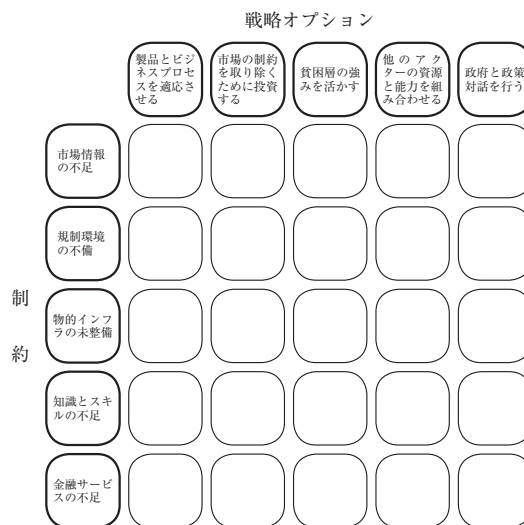 戦略オプション
製品とビジ
ネスプロセ
スを適応さ
せる
市場の制約
を取り除く
ために投資
する
貧困層の強
みを活かす
他のアク
ターの資源
と能力を組
み合わせる
政府と政策
対話を行う
市場情報
の不足
規制環境
の不備
制
約
物的インフ
ラの未整備
知識とスキ
ルの不足
金融サービ
スの不足